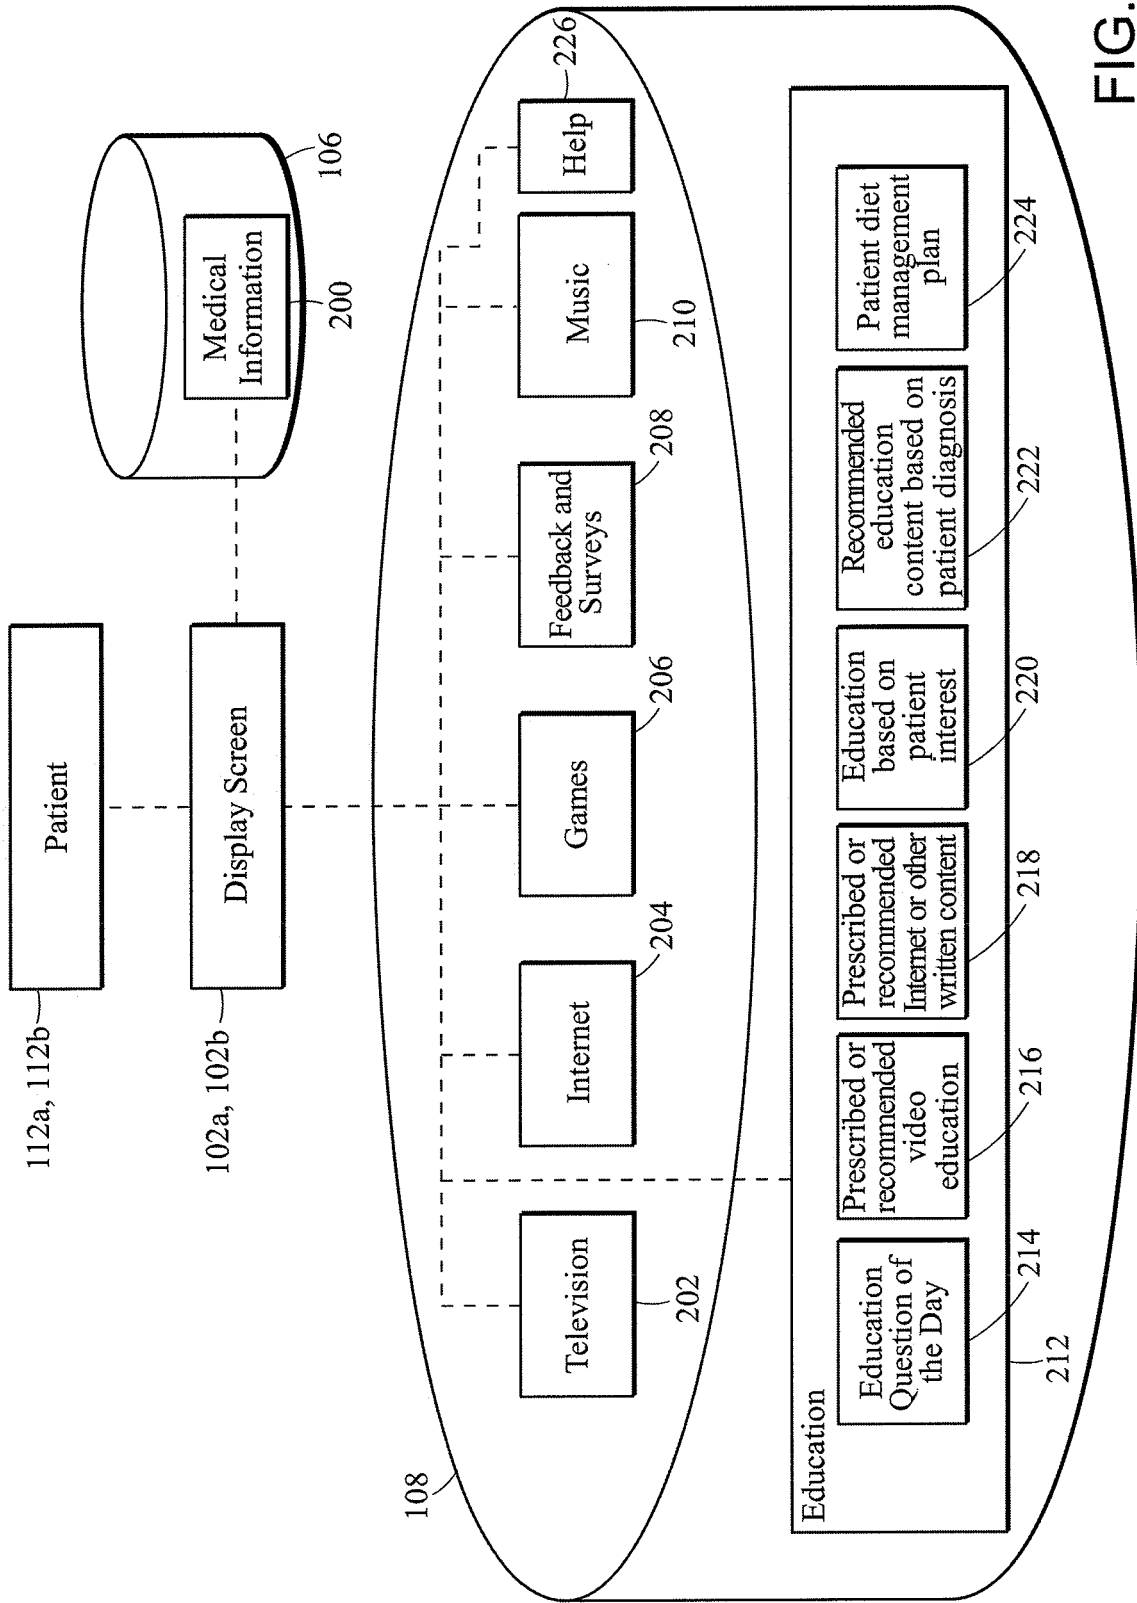 112a, 112b
Patient
102a, 102b
Display Screen
Medical
Information
200
106
108
Television
202
Internet
204
Games
206
Feedback and
Surveys
208
Music
210
Help
226
Education
Education
Question of
the Day
214
Prescribed or
recommended
video
education
216
Prescribed or
recommended
Internet or other
written content
218
Education
based on
patient
interest
220
Recommended
education
content based on
patient diagnosis
222
Patient diet
management
plan
224
212
FIG.